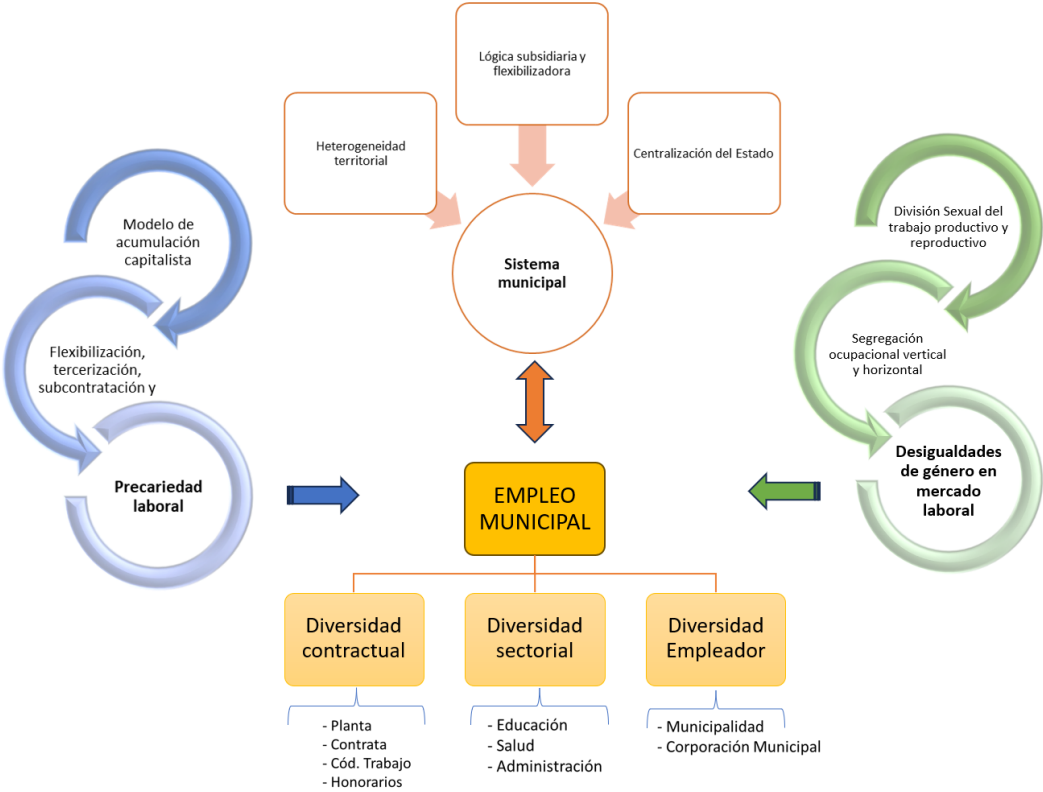 Lógica subsidiaria y
flexibilizadora
Heterogeneidad
territorial
Centralización del Estado
Sistema
municipal
Modelo de
acumulación
capitalista
Flexibilización,
tercerización,
subcontratación y
Precariedad
laboral
División Sexual del
trabajo productivo y
reproductivo
Segregación
ocupacional vertical
y horizontal
Desigualdades
de género en
mercado
laboral
EMPLEO
MUNICIPAL
Diversidad
contractual
- Planta
- Contrata
- Cód. Trabajo
- Honorarios
Diversidad
sectorial
- Educación
- Salud
- Administración
Diversidad
Empleador
- Municipalidad
- Corporación Municipal